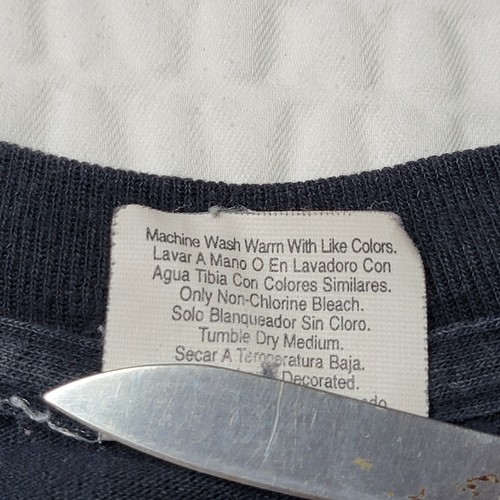 Machine Wash Warm With Like Colors.
Lavar A Mano O En Lavadoro Con
Agua Tibia Con Colores Similares.
Only Non-Chlorine Bleach.
Solo Blanqueador Sin Cloro.
Tumble Dry Medium.
Secar A Temperatura Baja.
Decorated.